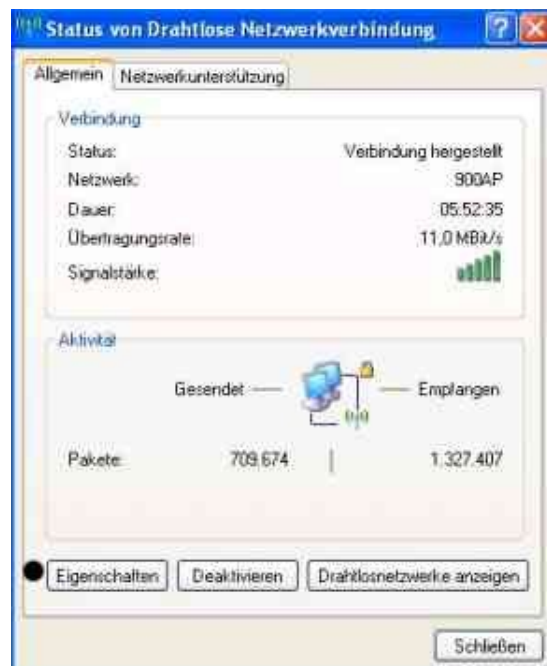 Status von Drahtlose Netzwerkverbindung
Allgemein Netzwerkunterstützung
Verbindung
Status: Verbindung hergestellt
Netzwerk: 900AP
Dauer: 05:52:35
Übertragungsrate: 11,0 MBit/s
Signalstärke:
Aktivität
Gesendet Empfangen
Pakete: 709.674 1.327.407
Eigenschaften Deaktivieren Drahtlosnetzwerke anzeigen
Schließen